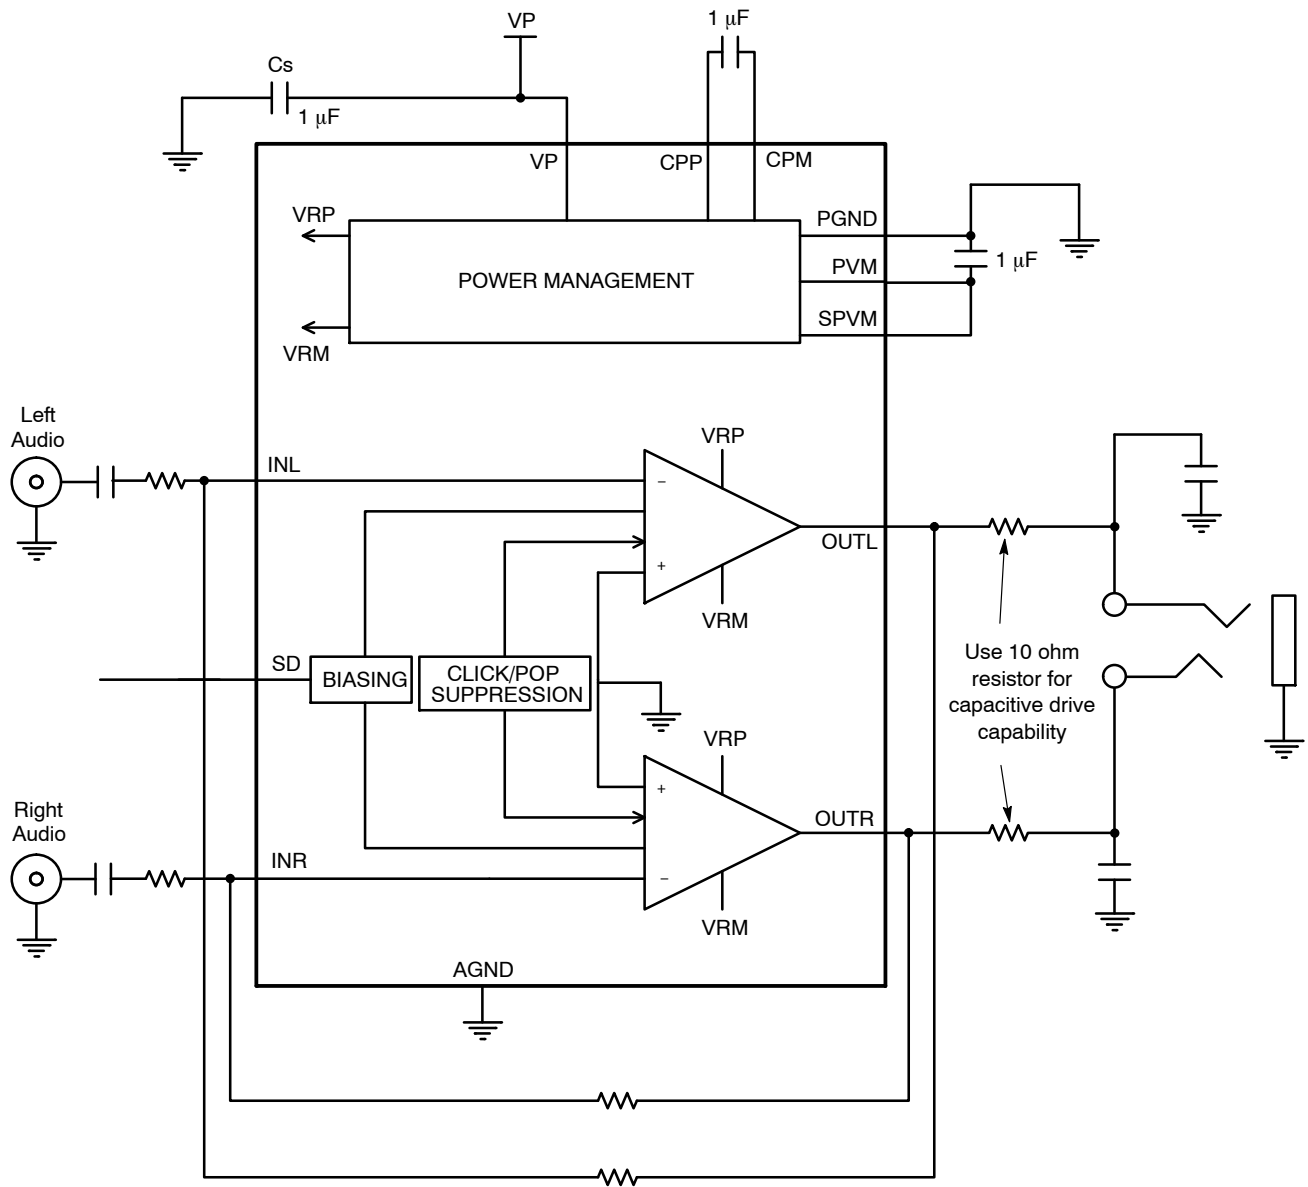 VP
1 μF
Cs
1 μF
VP
CPP
CPM
VRP
PGND
POWER MANAGEMENT
PVM
1 μF
SPVM
VRM
Left
Audio
VRP
INL
−
OUTL
+
VRM
SD
BIASING
CLICK/POP
SUPPRESSION
Use 10 ohm
resistor for
capacitive drive
capability
VRP
Right
Audio
+
OUTR
INR
−
VRM
AGND